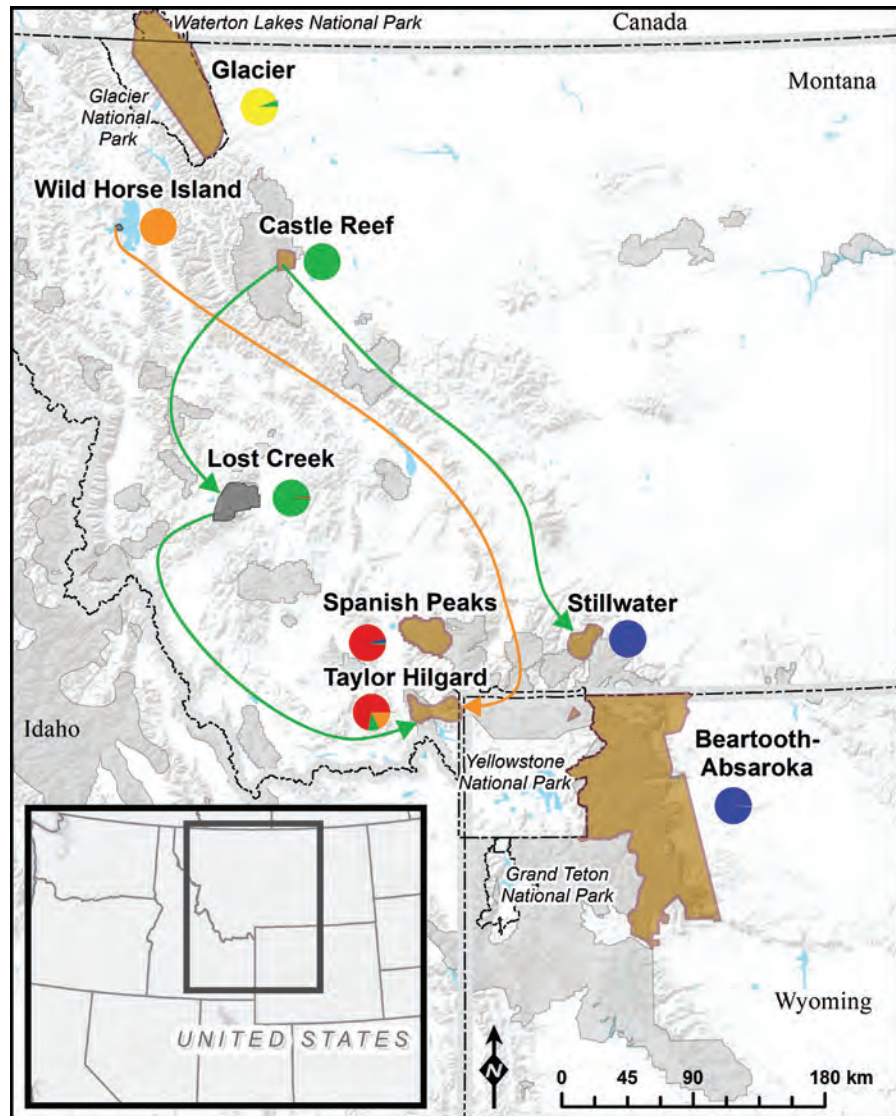 Waterton Lakes National Park
Canada
Glacier
Montana
Glacier
National
Park
Wild Horse Island
Castle Reef
Lost Creek
Spanish Peaks
Stillwater
Taylor Hilgard
Idaho
Yellowstone
National Park
Beartooth-
Absaroka
Grand Teton
National Park
Wyoming
UNITED STATES
N
0 45 90 180 km